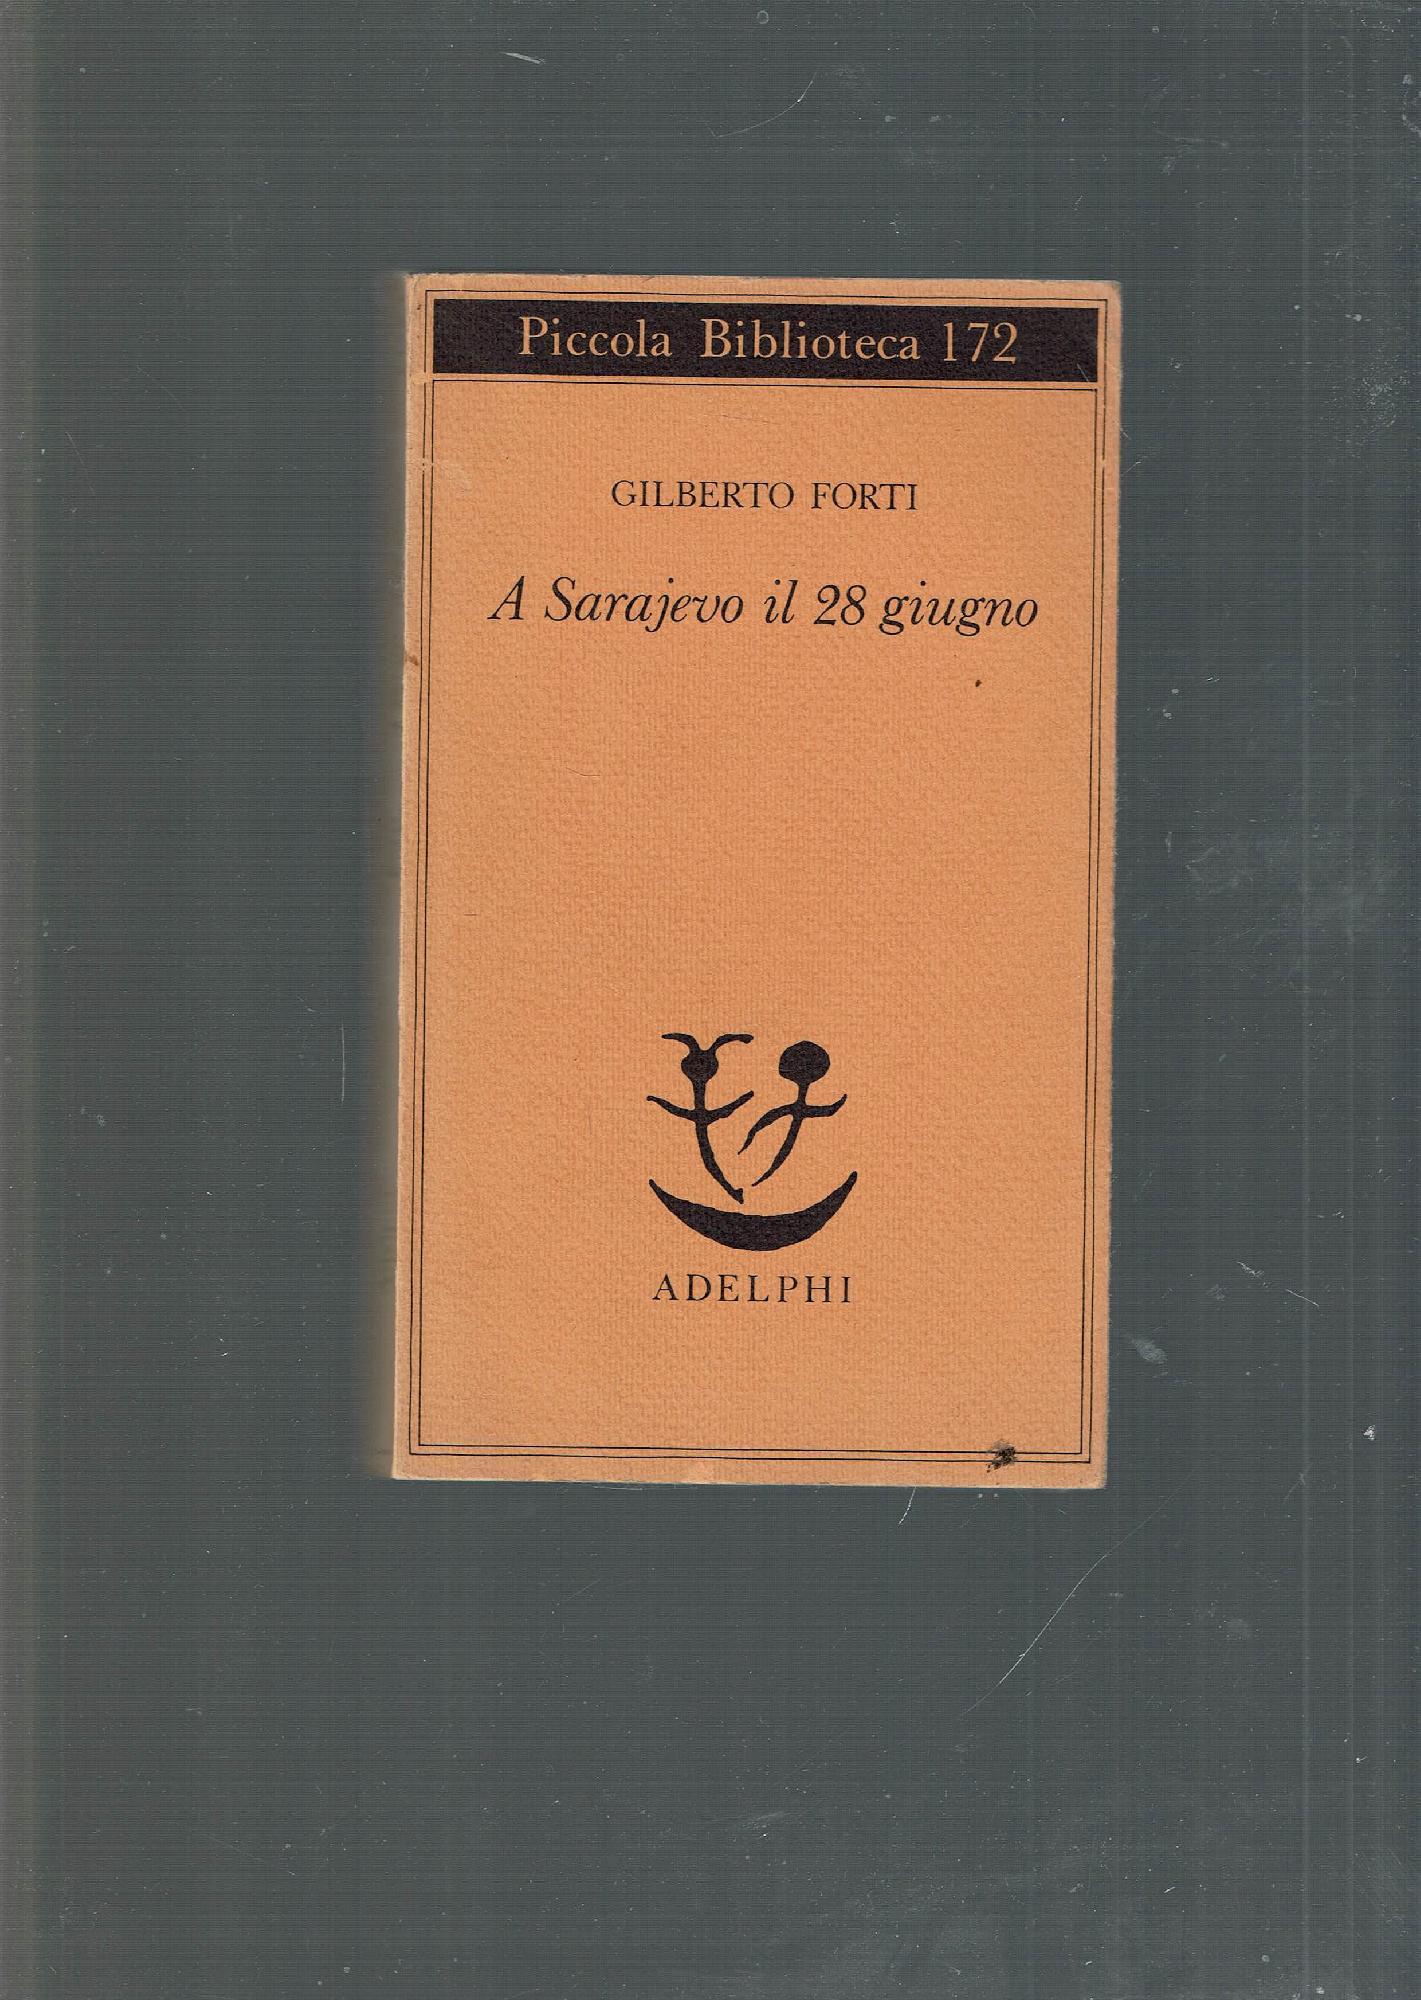 Piccola Biblioteca 172
GILBERTO FORTI
A Sarajevo il 28 giugno
ADELPHI